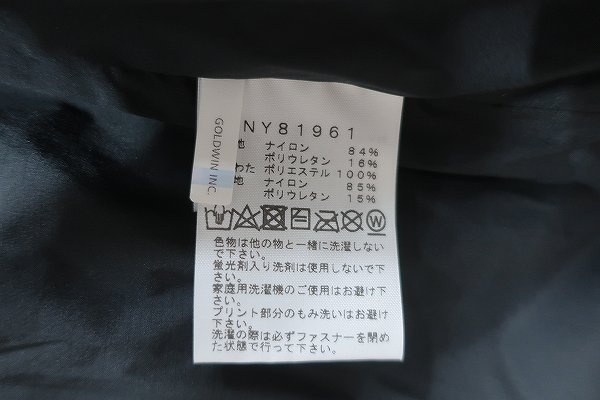 GOLDWIN INC.
NY81961
地 ナイロン 84%
ポリウレタン 16%
わた ポリエステル 100%
地 ナイロン 85%
ポリウレタン 15%
色物は他の物と一緒に洗濯しない
で下さい。
蛍光剤入り洗剤は使用しないで下
さい。
家庭用洗濯機のご使用はお避け下
さい。
プリント部分のもみ洗いはお避け
下さい。
洗濯の際は必ずファスナーを閉め
た状態で行って下さい。